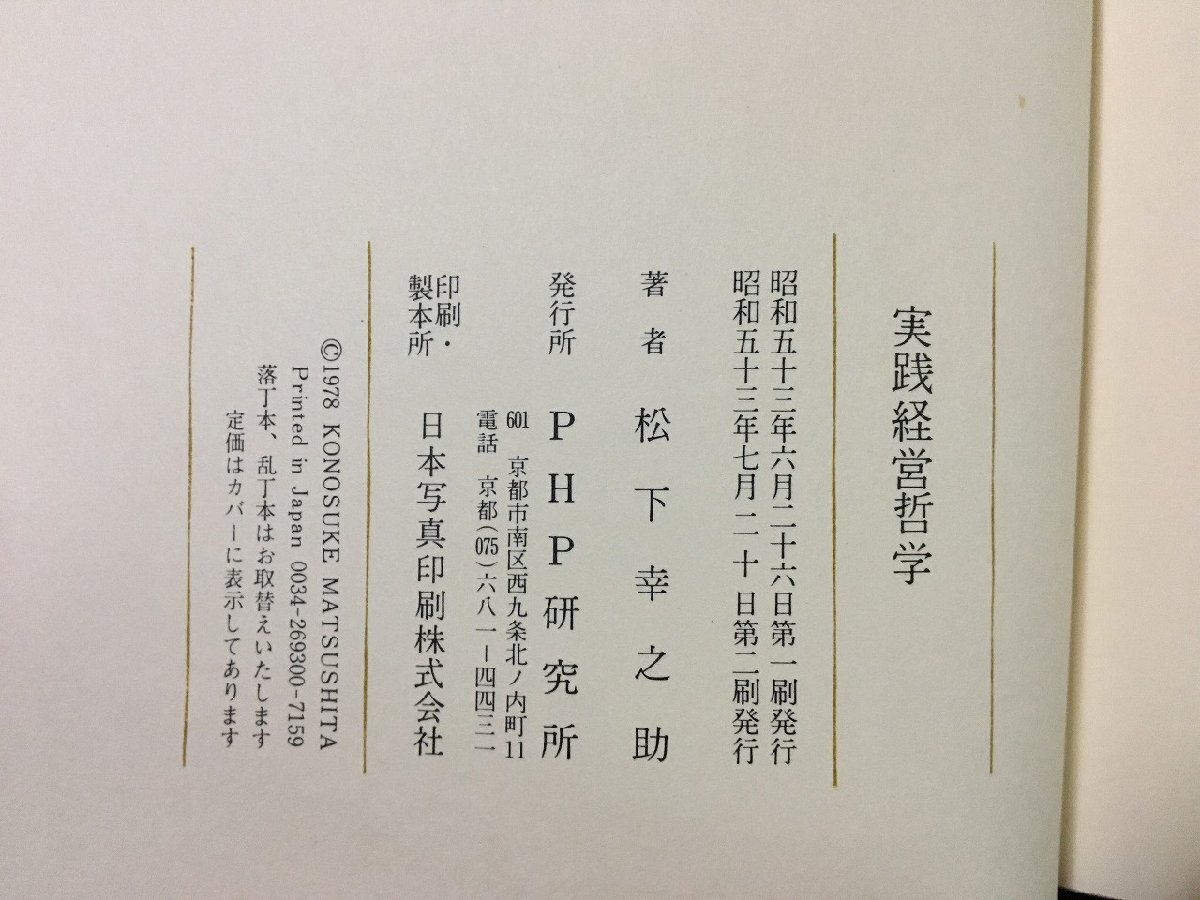 実践経営哲学
昭和五十三年六月二十六日第一刷発行
昭和五十三年七月二十日第二刷発行
著者 松下幸之助
発行所 PHP研究所
601 京都市南区西九条北ノ内町11
電話 京都(075)六八一ー四四三一
印刷・
製本所 日本写真印刷株式会社
©1978 KONOSUKE MATSUSHITA
Printed in Japan 0034-269300-7159
落丁本、乱丁本はお取替えいたします
定価はカバーに表示してあります